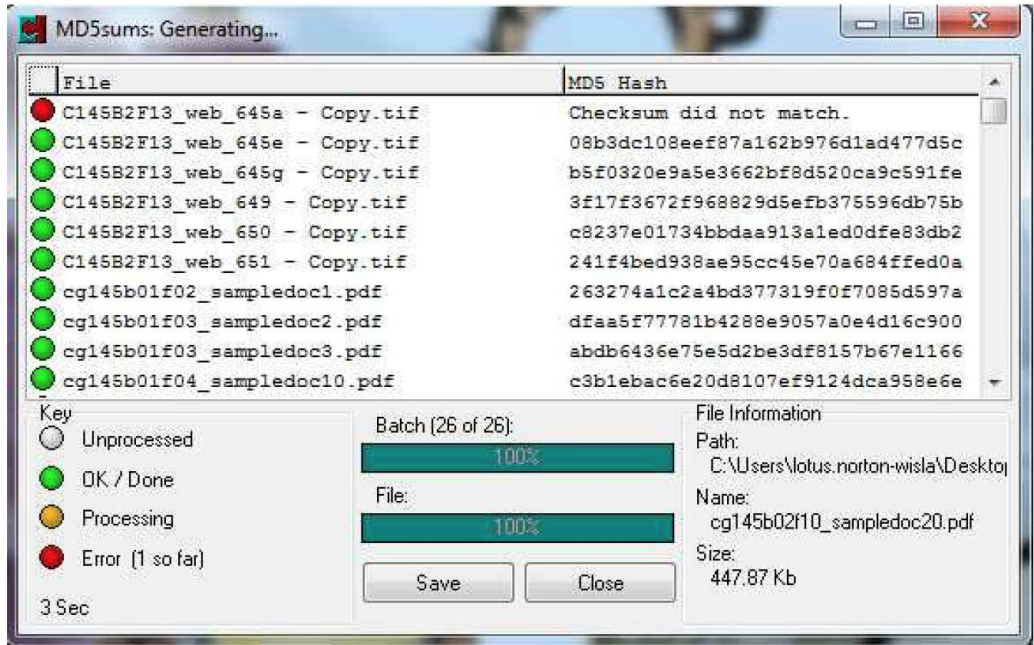 MD5sums: Generating...
File MD5 Hash
C145B2F13_web_645a - Copy.tif Checksum did not match.
C145B2F13_web_645e - Copy.tif 08b3dc108eef87a162b976d1ad477d5c
C145B2F13_web_645g - Copy.tif b5f0320e9a5e3662bf8d520ca9c591fe
C145B2F13_web_649 - Copy.tif 3f17f3672f968829d5efb375596db75b
C145B2F13_web_650 - Copy.tif c8237e01734bbdaa913a1ed0dfe83db2
C145B2F13_web_651 - Copy.tif 241f4bed938ae95cc45e70a684ffed0a
cg145b01f02_sampledoc1.pdf 263274a1c2a4bd377319f0f7085d597a
cg145b01f03_sampledoc2.pdf dfaa5f77781b4288e9057a0e4d16c900
cg145b01f03_sampledoc3.pdf abdb6436e75e5d2be3df8157b67e1166
cg145b01f04_sampledoc10.pdf c3b1ebac6e20d8107ef9124dca958e6e
Key
Unprocessed
OK / Done
Processing
Error (1 so far)
3 Sec
Batch (26 of 26):
100%
File:
100%
Save Close
File Information
Path:
C:\Users\lotus.norton-wisla\Desktop
Name:
cg145b02f10_sampledoc20.pdf
Size:
447.87 Kb